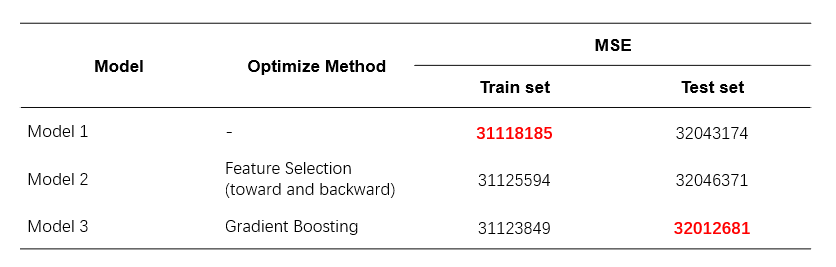 Model Optimize Method MSE
Train set Test set
Model 1 - 31118185 32043174
Model 2 Feature Selection
(toward and backward) 31125594 32046371
Model 3 Gradient Boosting 31123849 32012681